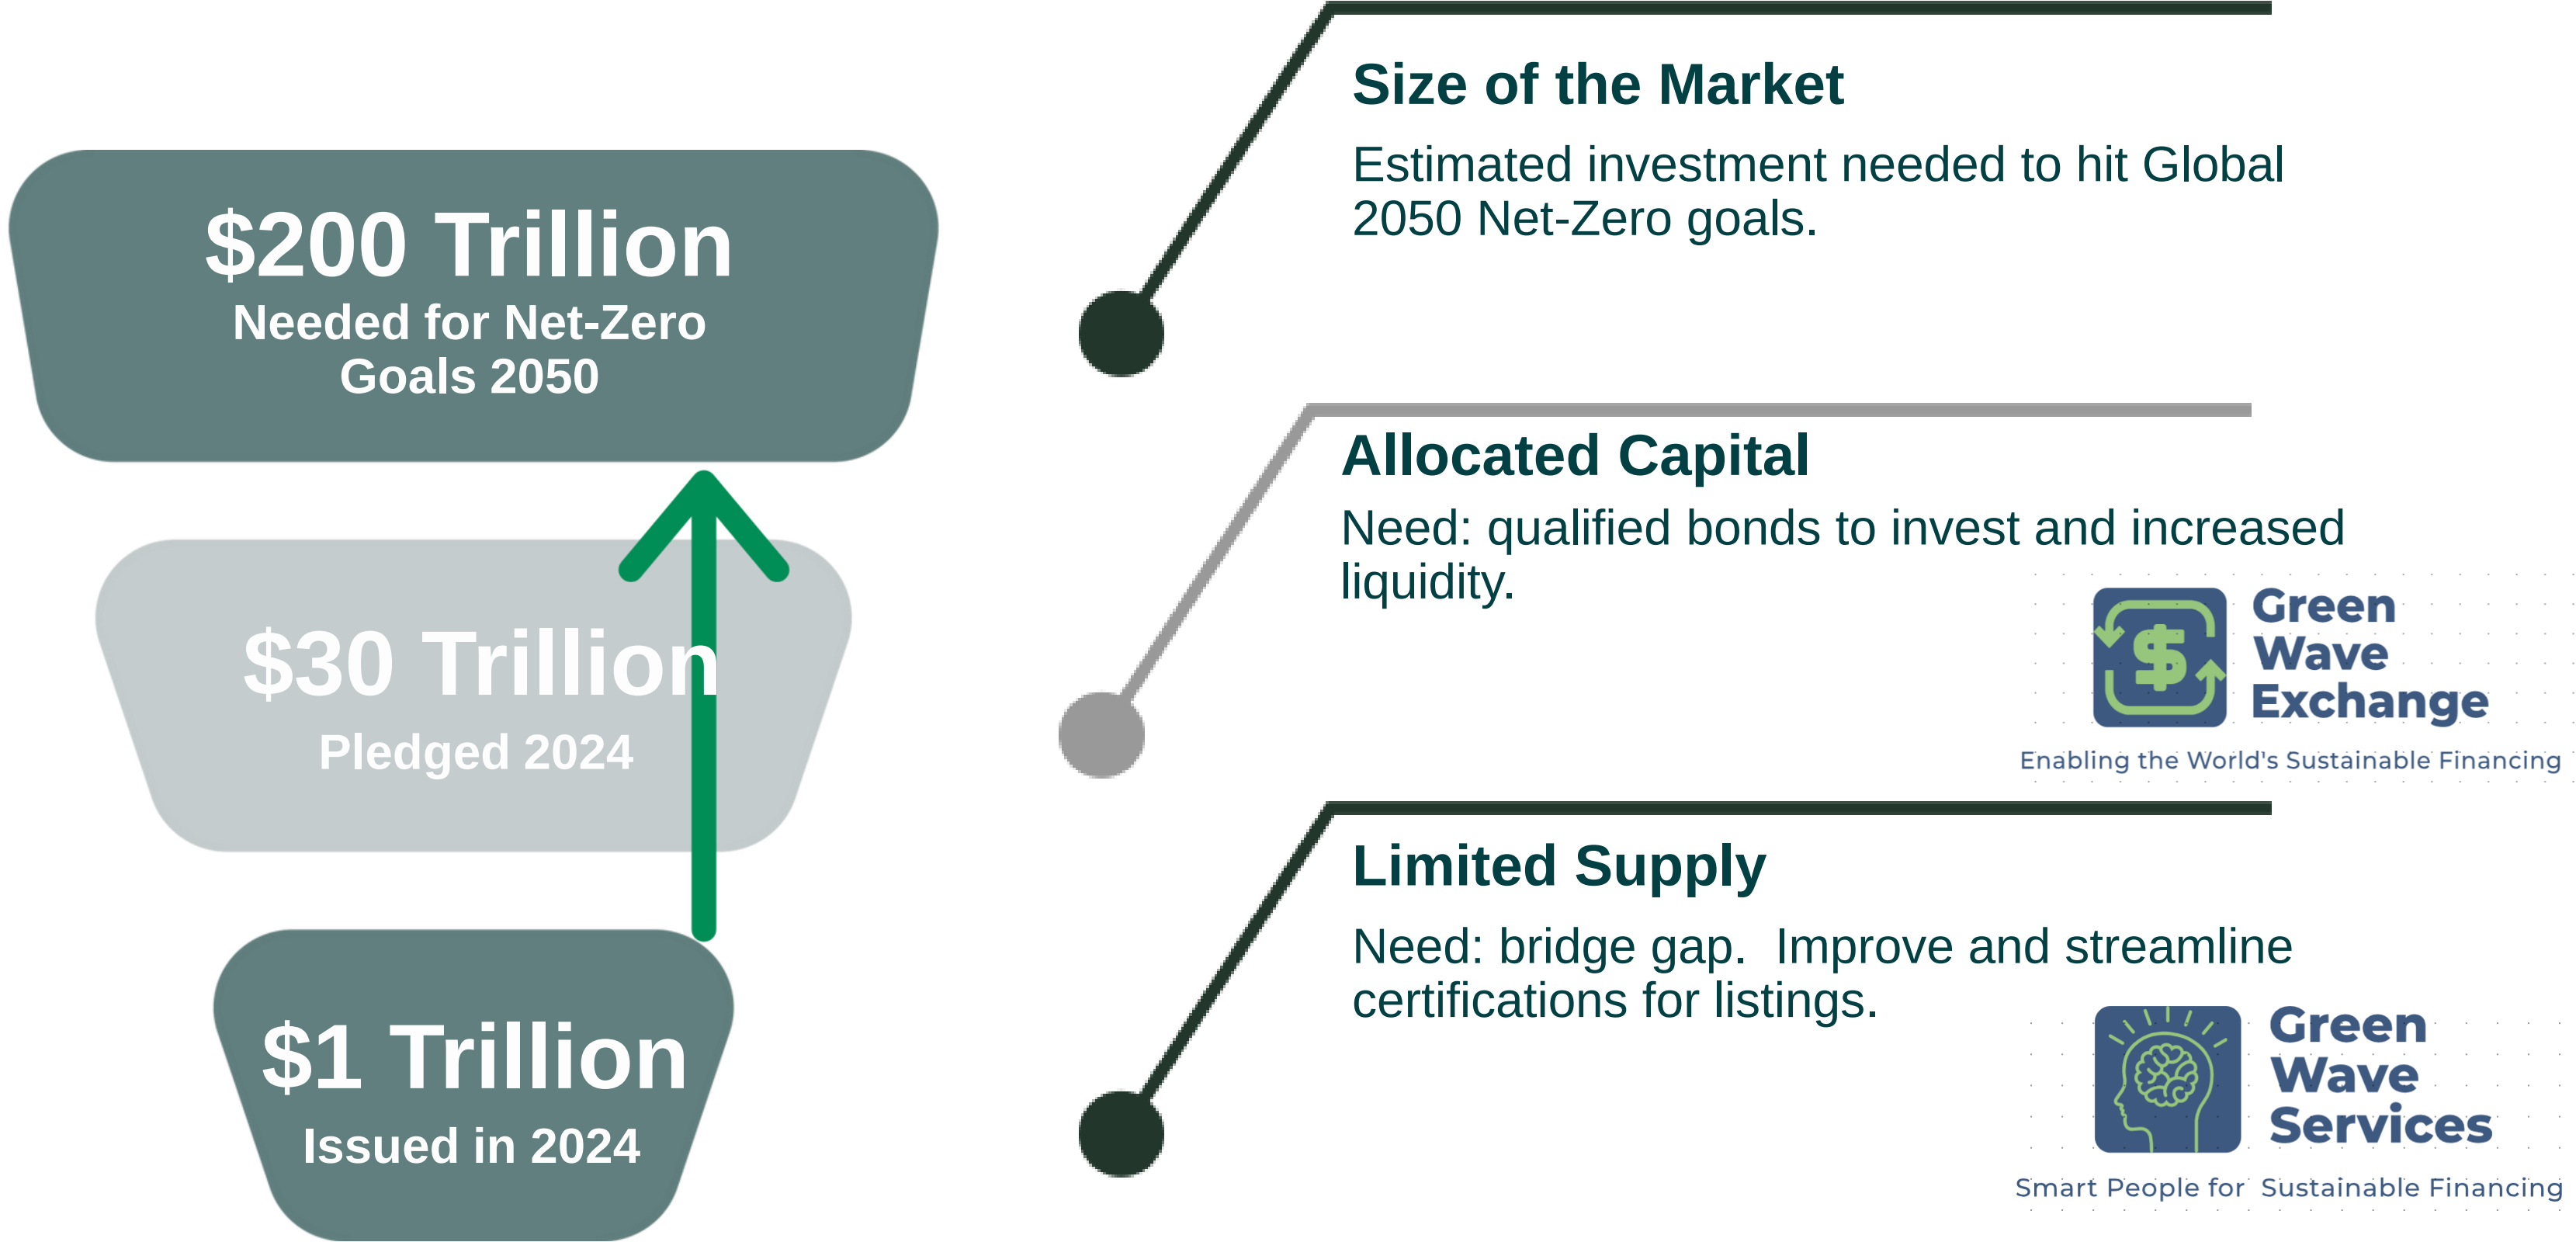 $200 Trillion
Needed for Net-Zero
Goals 2050
$30 Trillion
Pledged 2024
$1 Trillion
Issued in 2024
Size of the Market
Estimated investment needed to hit Global
2050 Net-Zero goals.
Allocated Capital
Need: qualified bonds to invest and increased
liquidity.
$
Green
Wave
Exchange
Enabling the World's Sustainable Financing
Limited Supply
Need: bridge gap.  Improve and streamline
certifications for listings.
Green
Wave
Services
Smart People for  Sustainable Financing